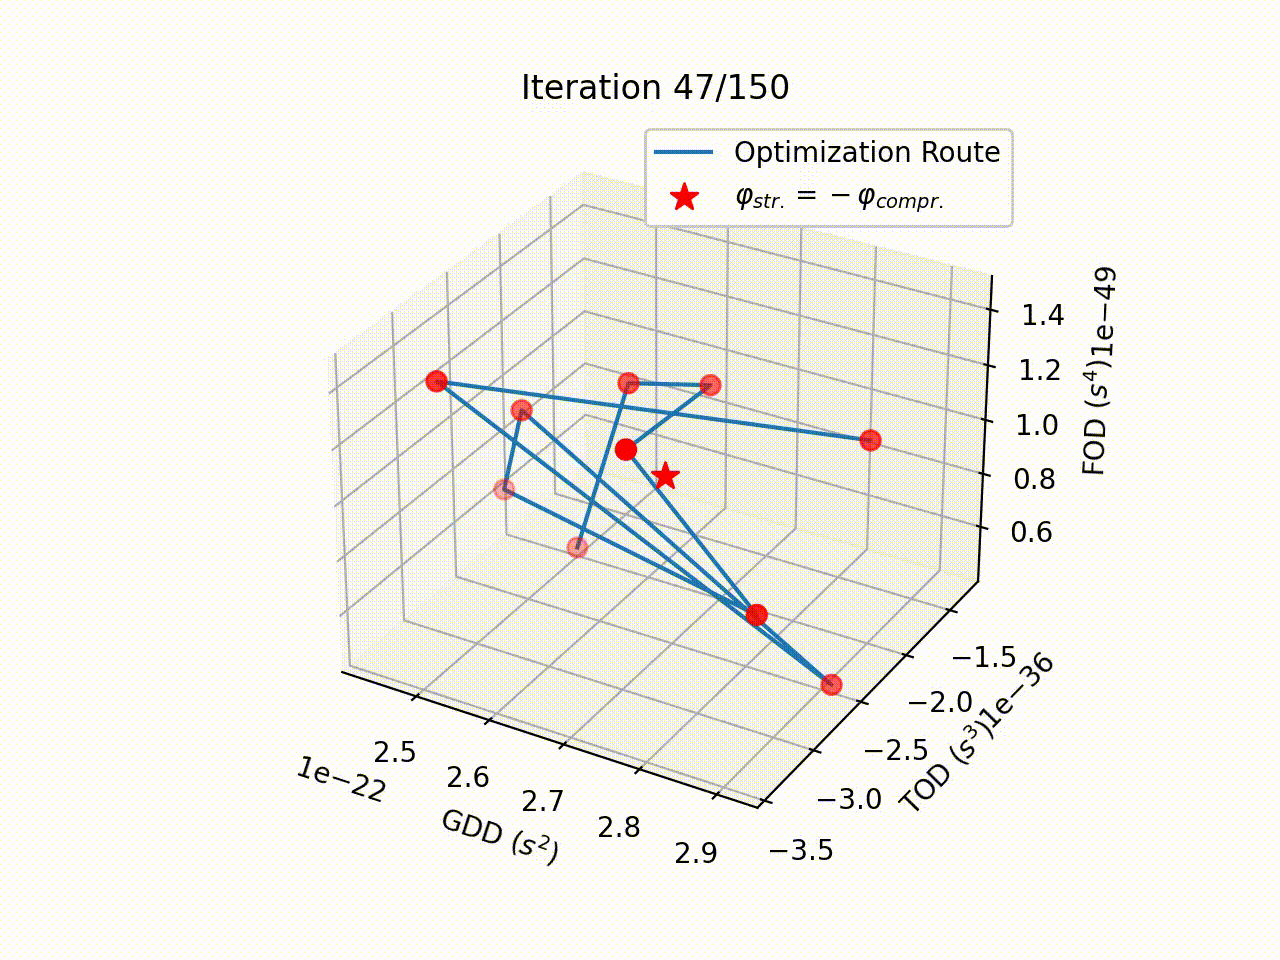 Iteration 47/150
Optimization Route
φstr. = −φcompr.
1.4
1.2
1.0
0.8
0.6
FOD (s⁴)1e−49
−1.5
−2.0
−2.5
−3.0
−3.5
TOD (s³)1e−36
2.5
2.6
2.7
2.8
2.9
1e−22
GDD (s²)